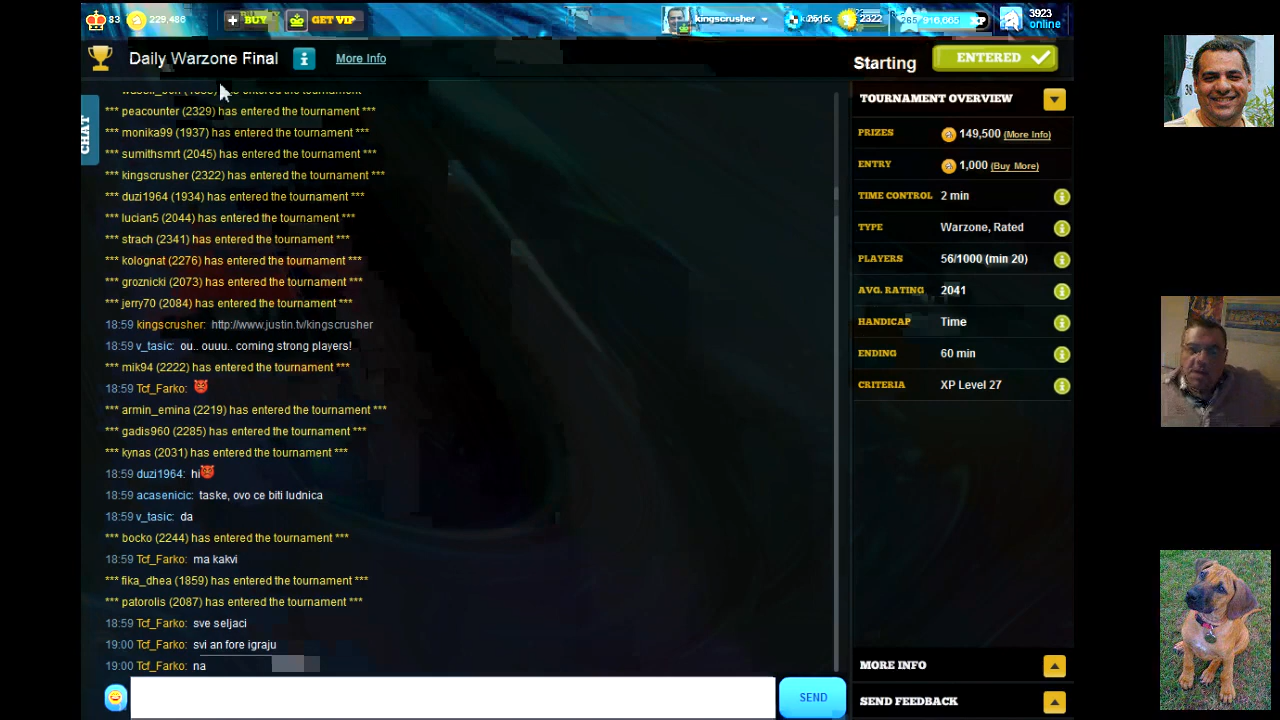 83 229,486 + BUY GET VIP kingscrusher 2322 XP 3923 online
Daily Warzone Final More Info Starting ENTERED
CHAT
*** peacounter (2329) has entered the tournament ***
*** monika99 (1937) has entered the tournament ***
*** sumithsmrt (2045) has entered the tournament ***
*** kingscrusher (2322) has entered the tournament ***
*** duzi1964 (1934) has entered the tournament ***
*** lucian5 (2044) has entered the tournament ***
*** strach (2341) has entered the tournament ***
*** kolognat (2276) has entered the tournament ***
*** groznicki (2073) has entered the tournament ***
*** jerry70 (2084) has entered the tournament ***
18:59 kingscrusher: http://www.justin.tv/kingscrusher
18:59 v_tasic: ou.. ouuu.. coming strong players!
*** mik94 (2222) has entered the tournament ***
18:59 Tcf_Farko:
*** armin_emina (2219) has entered the tournament ***
*** gadis960 (2285) has entered the tournament ***
*** kynas (2031) has entered the tournament ***
18:59 duzi1964: hi
18:59 acasenicic: taske, ovo ce biti ludnica
18:59 v_tasic: da
*** bocko (2244) has entered the tournament ***
18:59 Tcf_Farko: ma kakvi
*** fika_dhea (1859) has entered the tournament ***
*** patorolis (2087) has entered the tournament ***
18:59 Tcf_Farko: sve seljaci
19:00 Tcf_Farko: svi an fore igraju
19:00 Tcf_Farko: na
SEND
TOURNAMENT OVERVIEW
PRIZES 149,500 (More Info)
ENTRY 1,000 (Buy More)
TIME CONTROL 2 min
TYPE Warzone, Rated
PLAYERS 56/1000 (min 20)
AVG. RATING 2041
HANDICAP Time
ENDING 60 min
CRITERIA XP Level 27
MORE INFO
SEND FEEDBACK